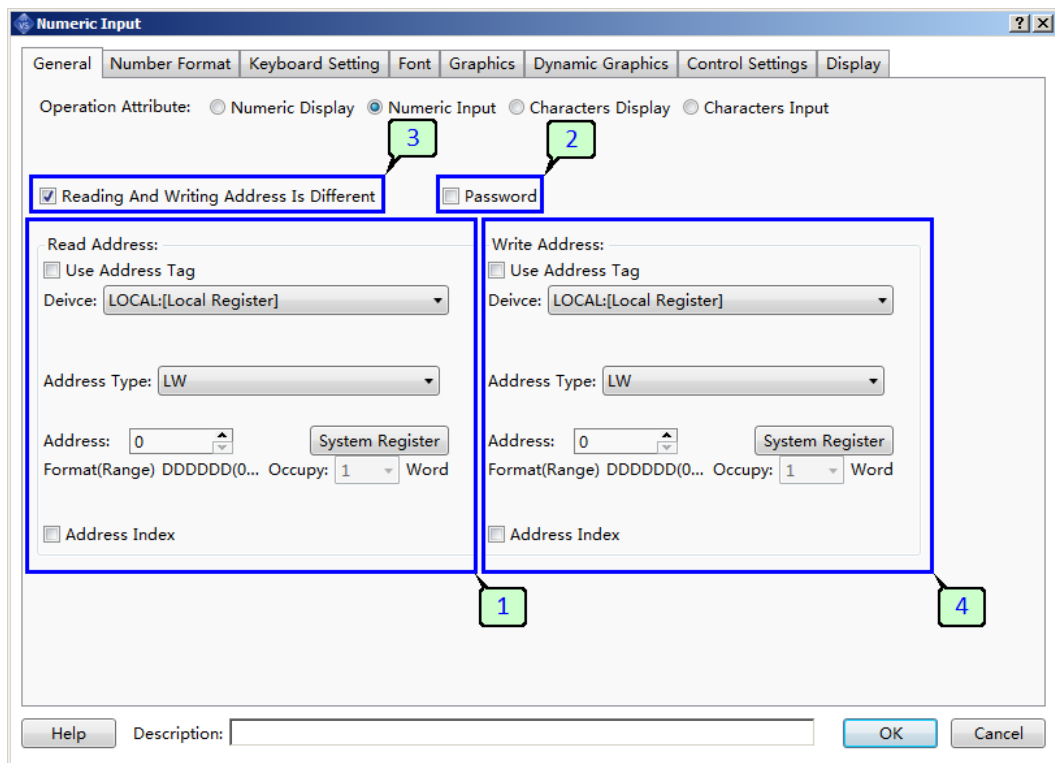 VS Numeric Input ? X
General Number Format Keyboard Setting Font Graphics Dynamic Graphics Control Settings Display
Operation Attribute: Numeric Display Numeric Input Characters Display Characters Input
3 2
Reading And Writing Address Is Different Password
Read Address: Write Address:
Use Address Tag Use Address Tag
Deivce: LOCAL:[Local Register] Deivce: LOCAL:[Local Register]
Address Type: LW Address Type: LW
Address: 0 System Register Address: 0 System Register
Format(Range) DDDDDD(0... Occupy: 1 Word Format(Range) DDDDDD(0... Occupy: 1 Word
Address Index Address Index
1 4
Help Description: OK Cancel